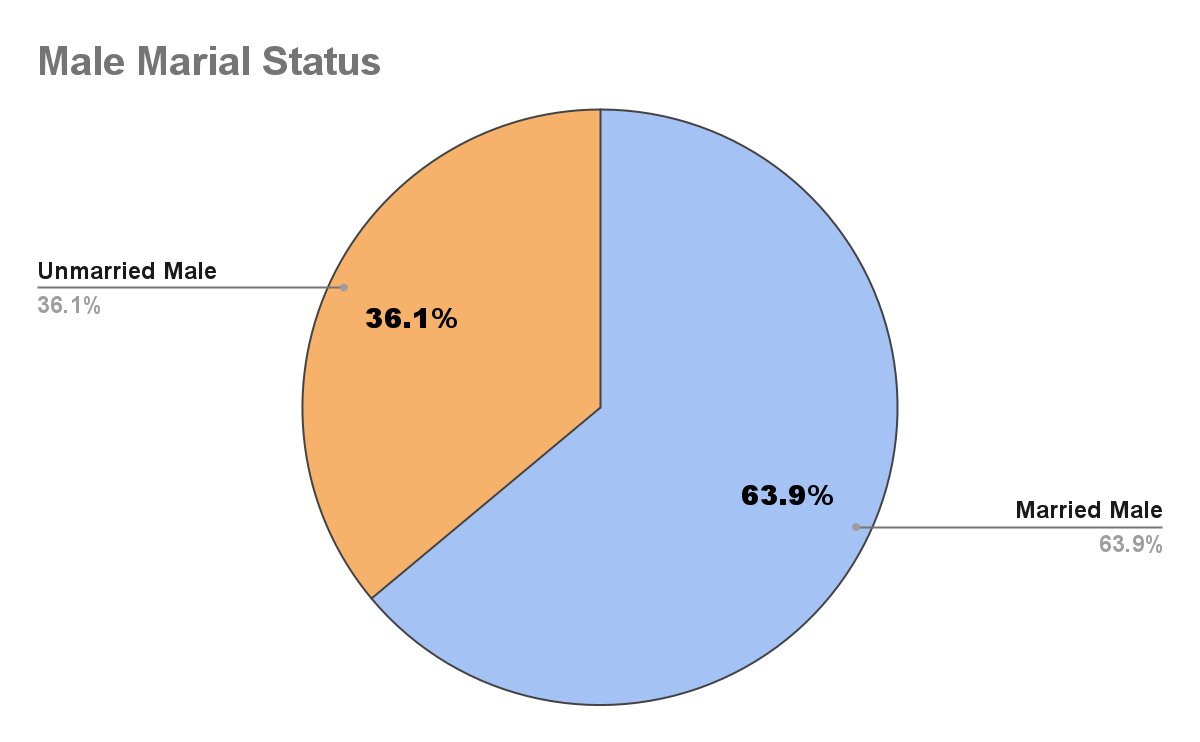 Male Marial Status
Unmarried Male
36.1%
36.1%
63.9%
Married Male
63.9%